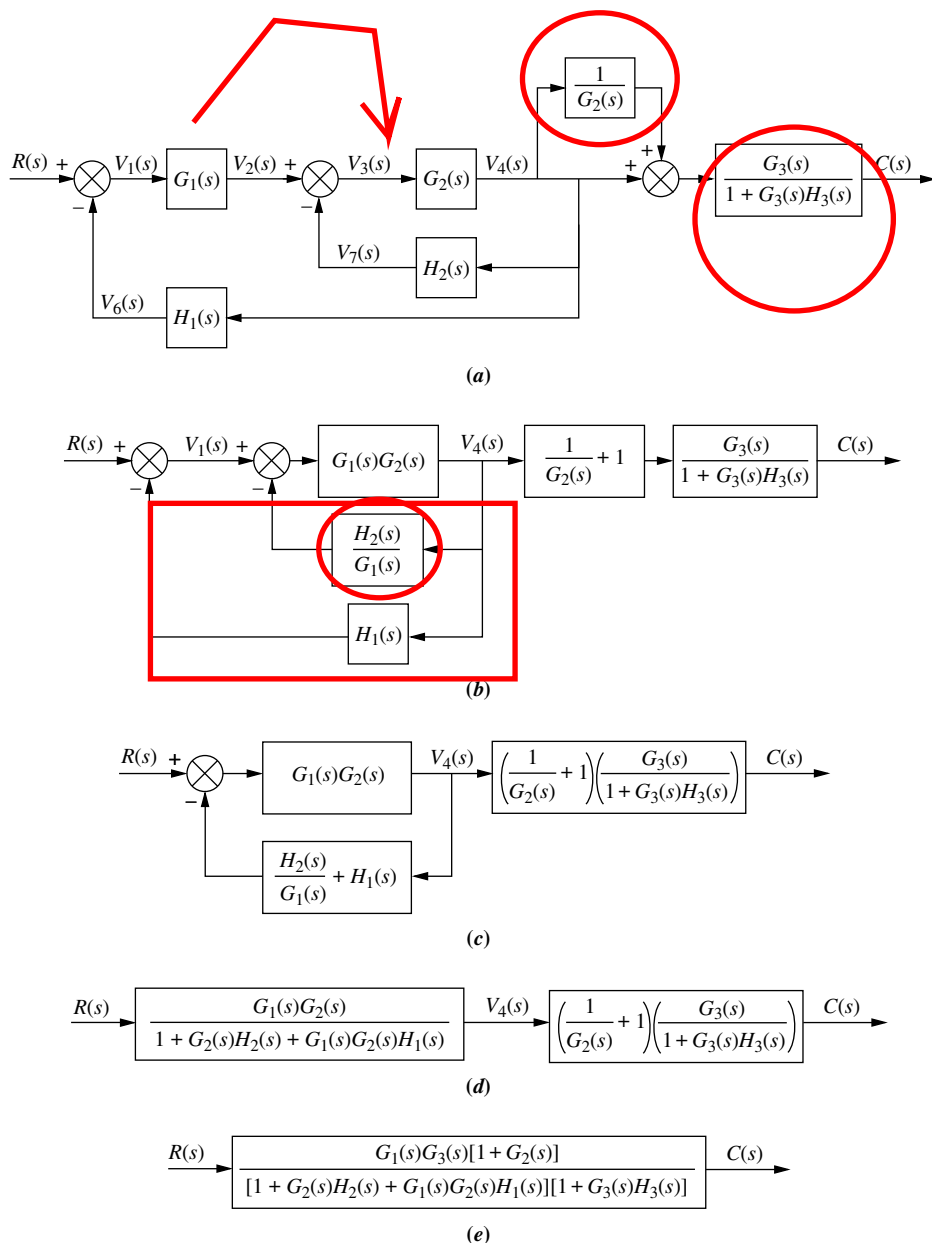 1
G2(s)
R(s) + V1(s) G1(s) V2(s) + V3(s) G2(s) V4(s) + + G3(s) C(s)
1 + G3(s)H3(s)
− −
V7(s) H2(s)
V6(s) H1(s)
(a)
R(s) + V1(s) + G1(s)G2(s) V4(s) 1 + 1 G3(s) C(s)
G2(s) 1 + G3(s)H3(s)
− −
H2(s)
G1(s)
H1(s)
(b)
R(s) + G1(s)G2(s) V4(s) (1 + 1)( G3(s) ) C(s)
G2(s) 1 + G3(s)H3(s)
−
H2(s) + H1(s)
G1(s)
(c)
R(s) G1(s)G2(s) V4(s) (1 + 1)( G3(s) ) C(s)
1 + G2(s)H2(s) + G1(s)G2(s)H1(s) G2(s) 1 + G3(s)H3(s)
(d)
R(s) G1(s)G3(s)[1 + G2(s)] C(s)
[1 + G2(s)H2(s) + G1(s)G2(s)H1(s)][1 + G3(s)H3(s)]
(e)